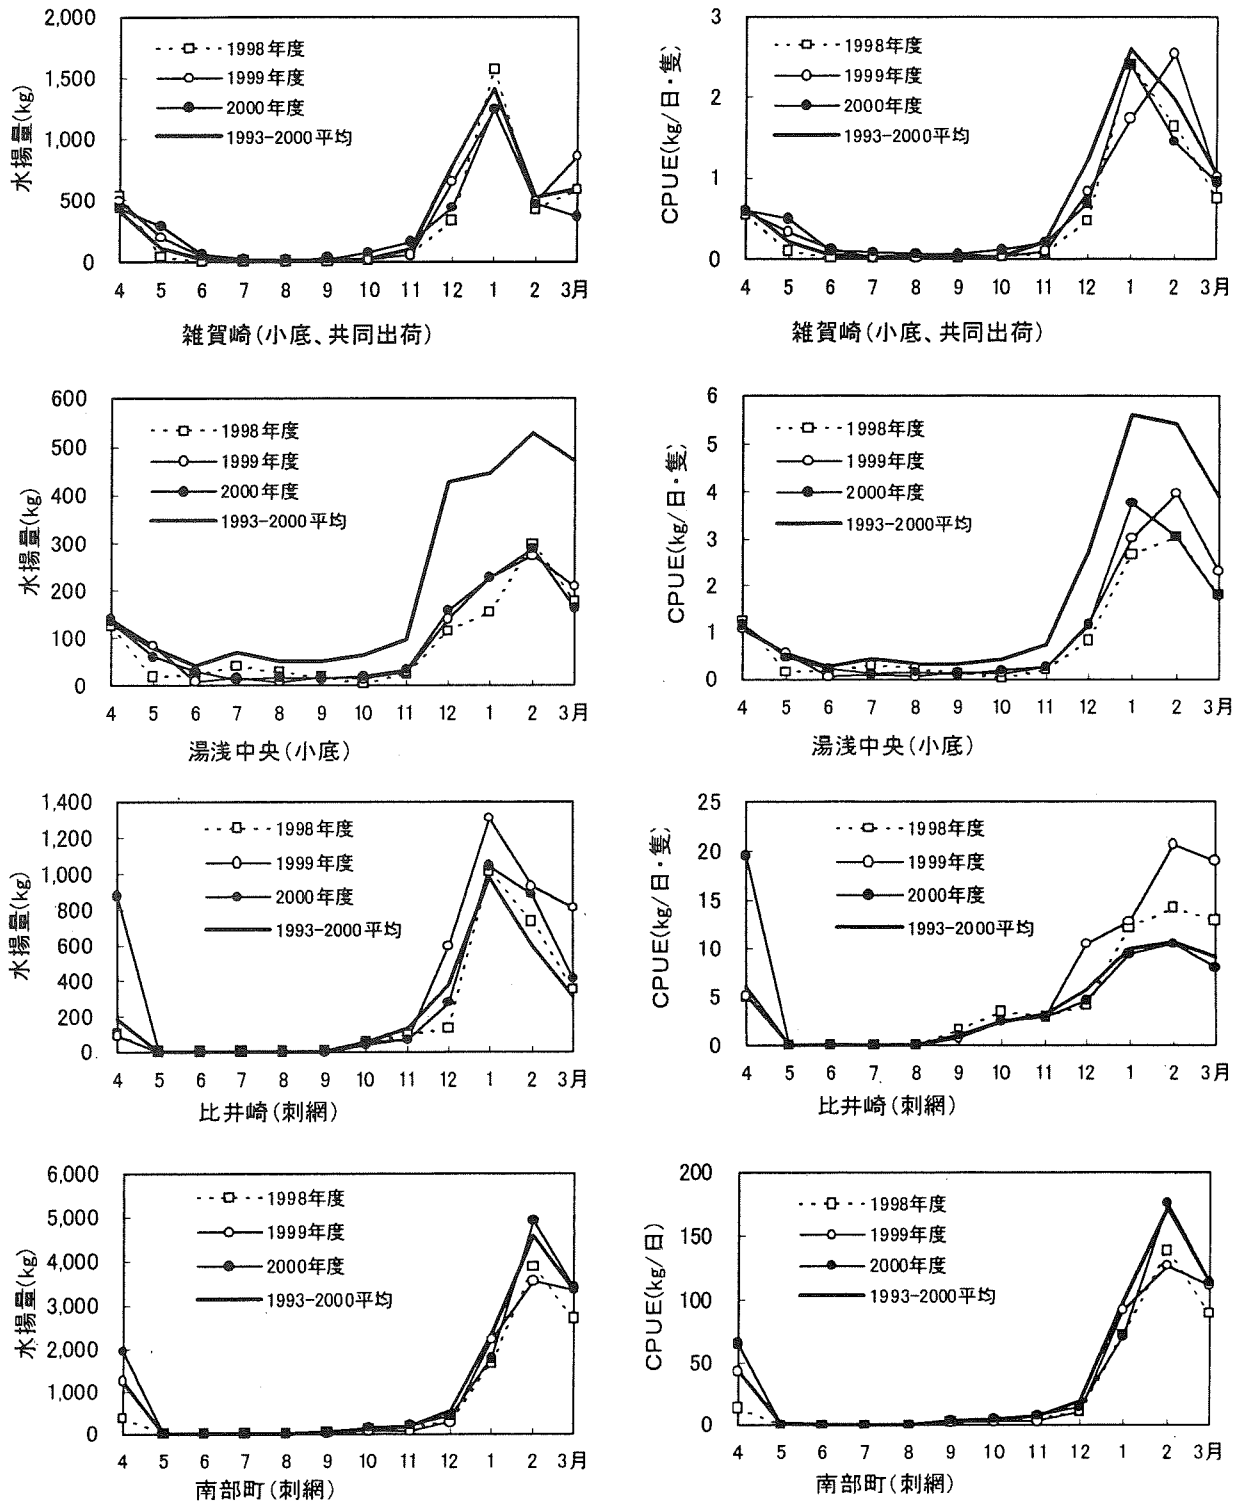 水揚量(kg)
2,000
1,500
1,000
500
0
1998年度
1999年度
2000年度
1993-2000平均
4 5 6 7 8 9 10 11 12 1 2 3月
雑賀崎(小底、共同出荷)
CPUE(kg/日・隻)
3
2
1
0
1998年度
1999年度
2000年度
1993-2000平均
4 5 6 7 8 9 10 11 12 1 2 3月
雑賀崎(小底、共同出荷)
水揚量(kg)
600
500
400
300
200
100
0
1998年度
1999年度
2000年度
1993-2000平均
4 5 6 7 8 9 10 11 12 1 2 3月
湯浅中央(小底)
CPUE(kg/日・隻)
6
5
4
3
2
1
0
1998年度
1999年度
2000年度
1993-2000平均
4 5 6 7 8 9 10 11 12 1 2 3月
湯浅中央(小底)
水揚量(kg)
1,400
1,200
1,000
800
600
400
200
0
1998年度
1999年度
2000年度
1993-2000平均
4 5 6 7 8 9 10 11 12 1 2 3月
比井崎(刺網)
CPUE(kg/日・隻)
25
20
15
10
5
0
1998年度
1999年度
2000年度
1993-2000平均
4 5 6 7 8 9 10 11 12 1 2 3月
比井崎(刺網)
水揚量(kg)
6,000
5,000
4,000
3,000
2,000
1,000
0
1998年度
1999年度
2000年度
1993-2000平均
4 5 6 7 8 9 10 11 12 1 2 3月
南部町(刺網)
CPUE(kg/日)
200
150
100
50
0
1998年度
1999年度
2000年度
1993-2000平均
4 5 6 7 8 9 10 11 12 1 2 3月
南部町(刺網)